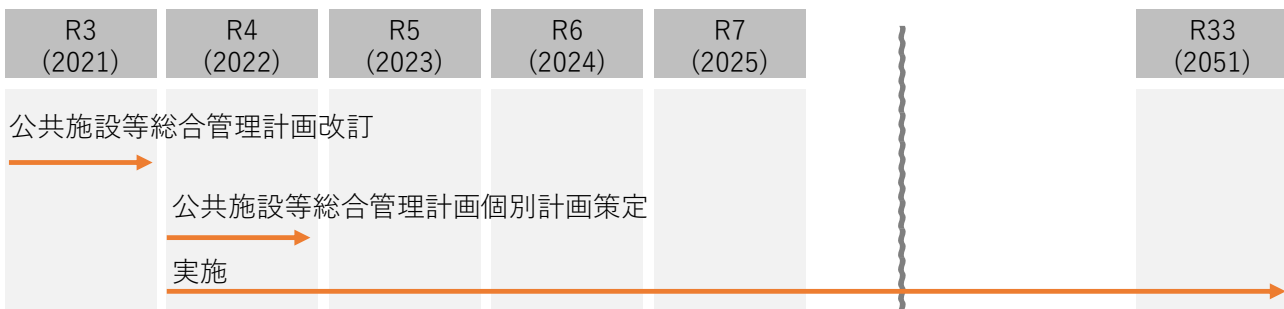 R3
(2021)
R4
(2022)
R5
(2023)
R6
(2024)
R7
(2025)
R33
(2051)
公共施設等総合管理計画改訂
公共施設等総合管理計画個別計画策定
実施